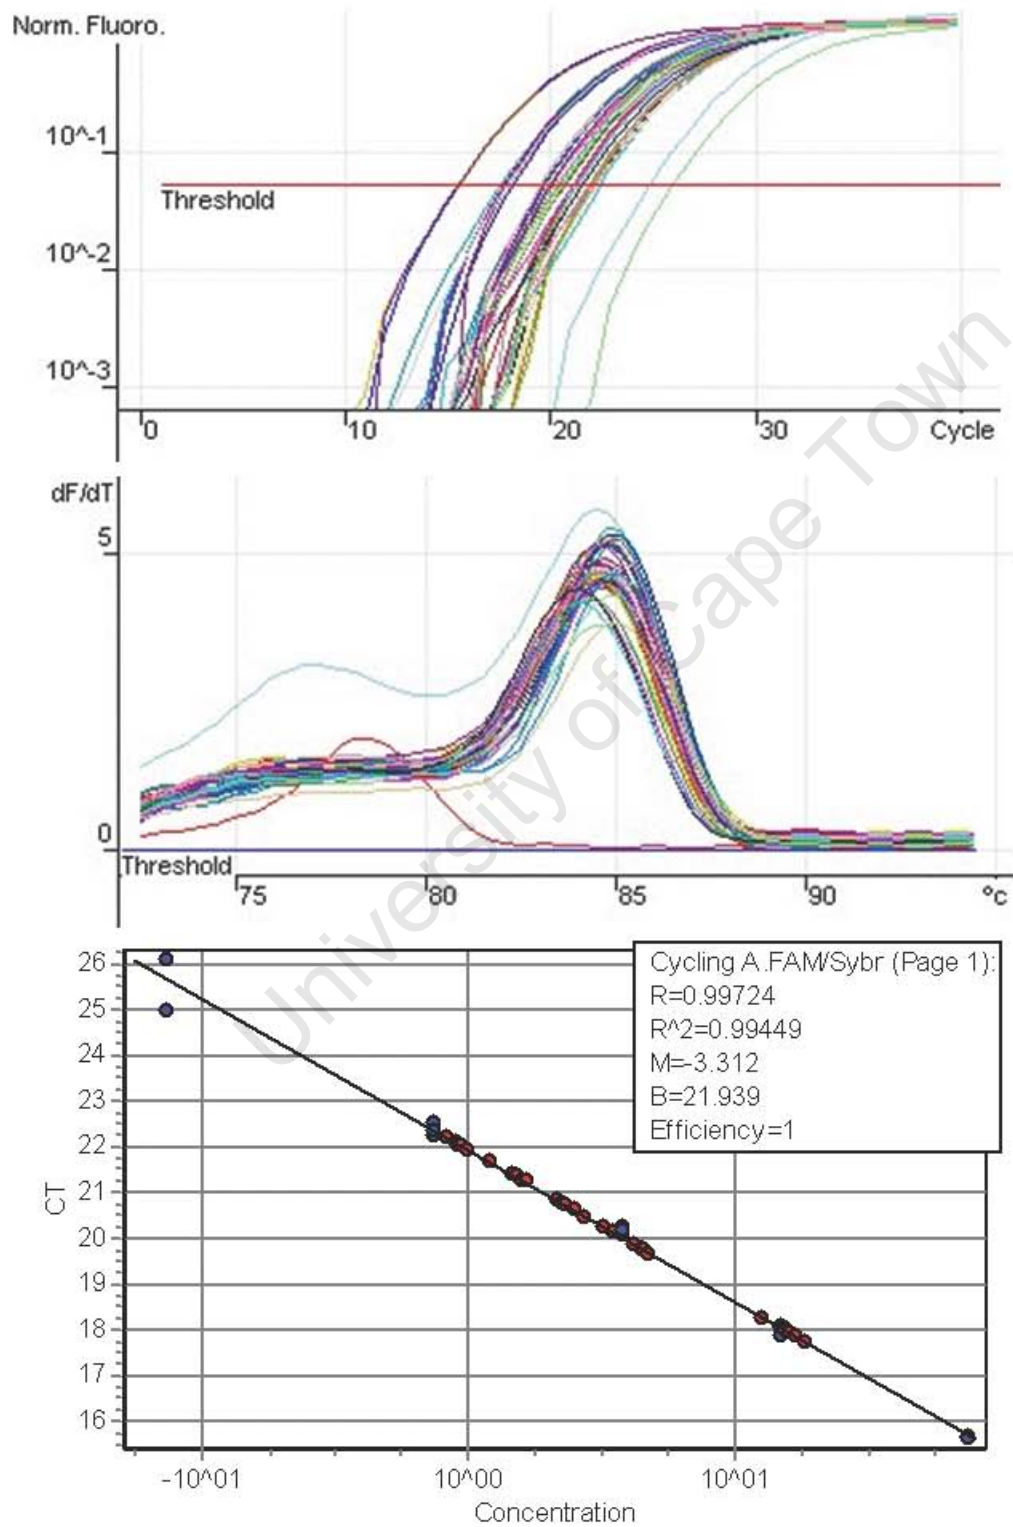 Norm. Fluoro.
10^-1
Threshold
10^-2
10^-3
0 10 20 30 Cycle
dF/dT
5
0
Threshold
75 80 85 90 °c
University of Cape Town
Cycling A.FAM/Sybr (Page 1):
R=0.99724
R^2=0.99449
M=-3.312
B=21.939
Efficiency=1
26
25
24
23
22
21
20
19
18
17
16
CT
-10^01 10^00 10^01
Concentration